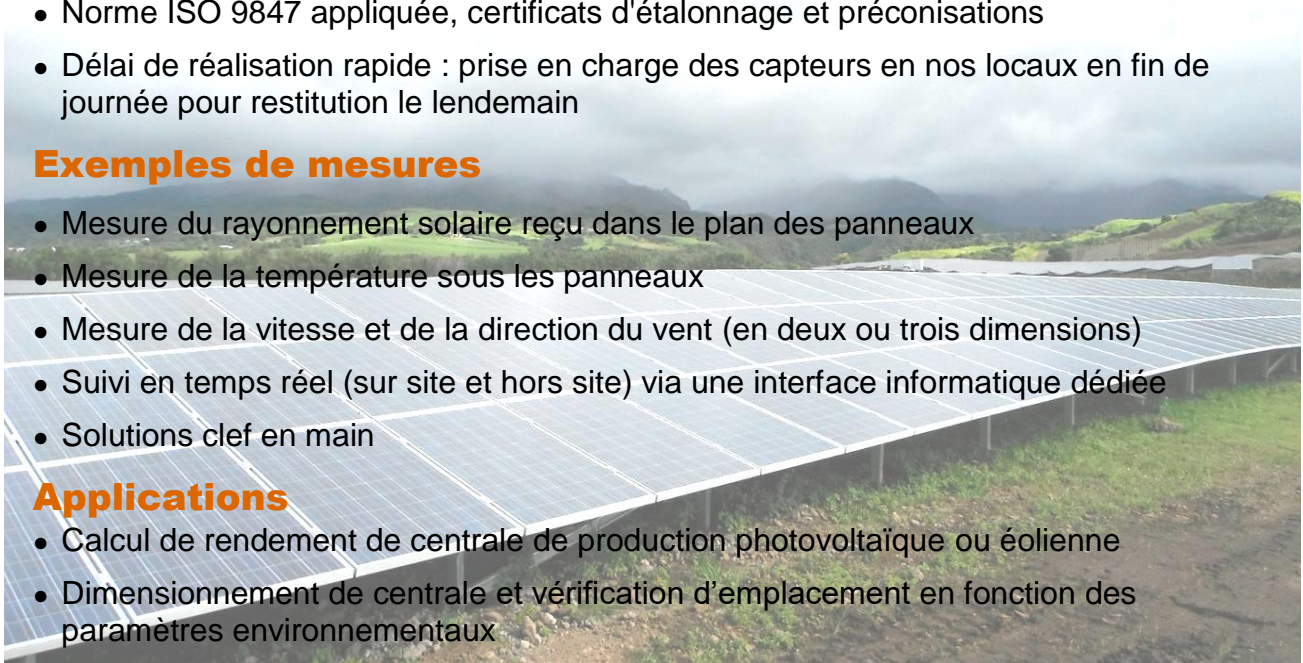 • Norme ISO 9847 appliquée, certificats d'étalonnage et préconisations
• Délai de réalisation rapide : prise en charge des capteurs en nos locaux en fin de
journée pour restitution le lendemain
Exemples de mesures
• Mesure du rayonnement solaire reçu dans le plan des panneaux
• Mesure de la température sous les panneaux
• Mesure de la vitesse et de la direction du vent (en deux ou trois dimensions)
• Suivi en temps réel (sur site et hors site) via une interface informatique dédiée
• Solutions clef en main
Applications
• Calcul de rendement de centrale de production photovoltaïque ou éolienne
• Dimensionnement de centrale et vérification d’emplacement en fonction des
paramètres environnementaux